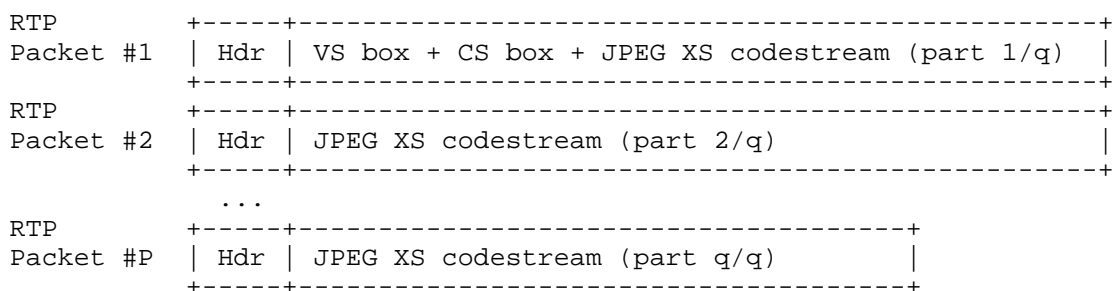 RTP +-----+--------------------------------------------------+
Packet #1 | Hdr | VS box + CS box + JPEG XS codestream (part 1/q) |
+-----+--------------------------------------------------+
RTP +-----+--------------------------------------------------+
Packet #2 | Hdr | JPEG XS codestream (part 2/q) |
+-----+--------------------------------------------------+
...
RTP +-----+--------------------------------------+
Packet #P | Hdr | JPEG XS codestream (part q/q) |
+-----+--------------------------------------+